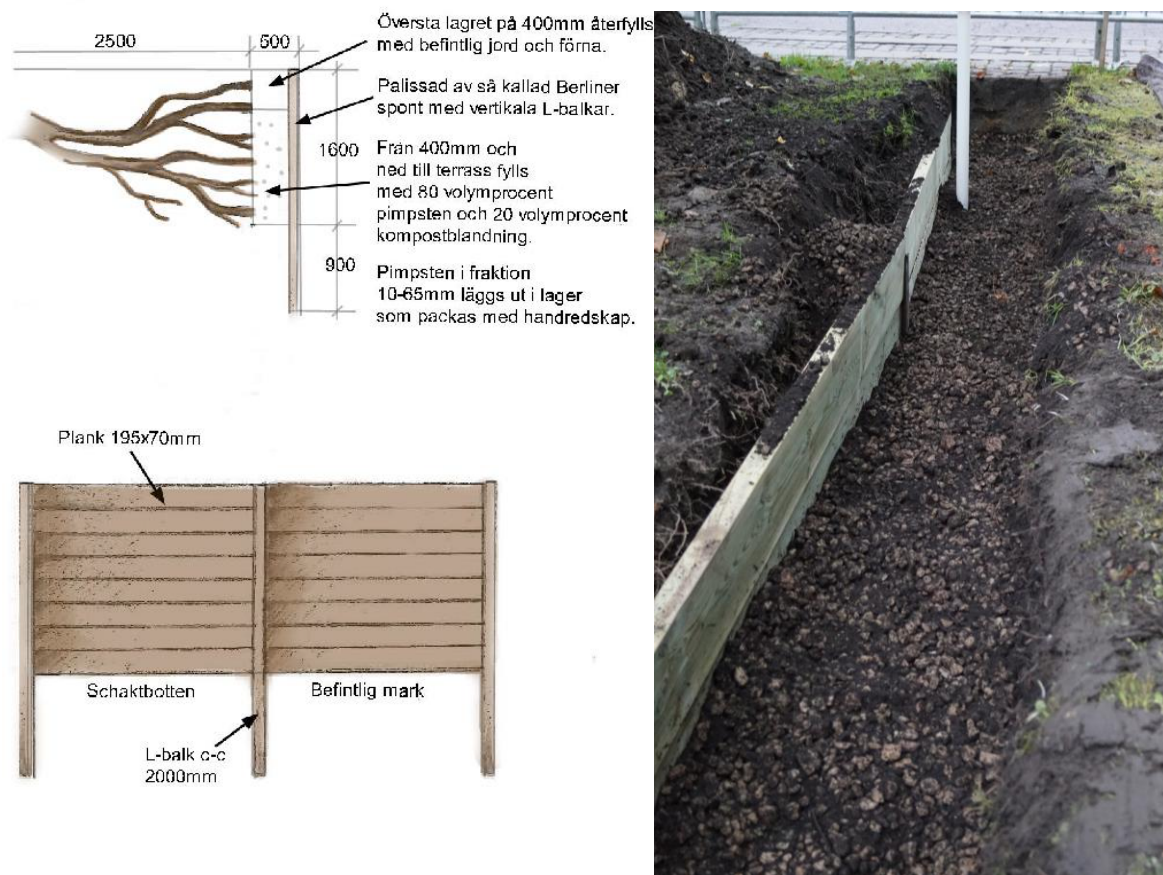 2500
500
Översta lagret på 400mm återfylls
med befintlig jord och förna.
Palissad av så kallad Berliner
spont med vertikala L-balkar.
1600
Från 400mm och
ned till terrass fylls
med 80 volymprocent
pimpsten och 20 volymprocent
kompostblandning.
900
Pimpsten i fraktion
10-65mm läggs ut i lager
som packas med handredskap.
Plank 195x70mm
Schaktbotten
Befintlig mark
L-balk c-c
2000mm